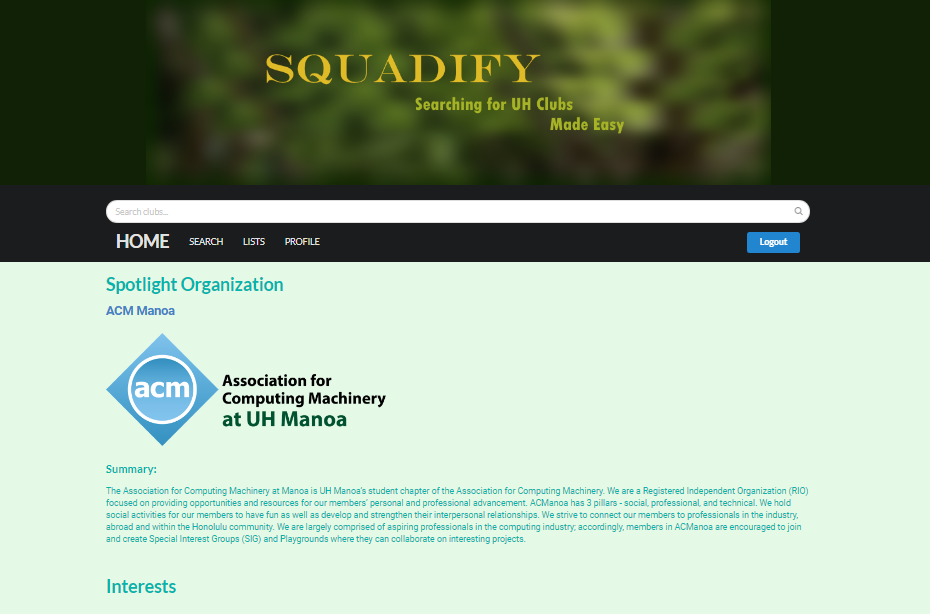 SQUADIFY
Searching for UH Clubs
Made Easy
Search clubs...
HOME SEARCH LISTS PROFILE Logout
Spotlight Organization
ACM Manoa
acm
Association for
Computing Machinery
at UH Manoa
Summary:
The Association for Computing Machinery at Manoa is UH Manoa's student chapter of the Association for Computing Machinery. We are a Registered Independent Organization (RIO)
focused on providing opportunities and resources for our members' personal and professional advancement. ACManoa has 3 pillars - social, professional, and technical. We hold
social activities for our members to have fun as well as develop and strengthen their interpersonal relationships. We strive to connect our members to professionals in the industry,
abroad and within the Honolulu community. We are largely comprised of aspiring professionals in the computing industry; accordingly, members in ACManoa are encouraged to join
and create Special Interest Groups (SIG) and Playgrounds where they can collaborate on interesting projects.
Interests